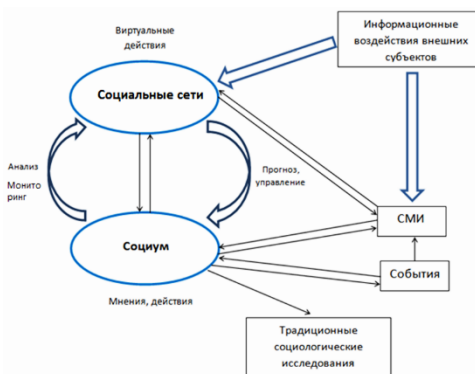 Виртуальные
действия
Информационные
воздействия внешних
субъектов
Социальные сети
Анализ
Монито
ринг
Прогноз,
управление
СМИ
Социум
События
Мнения, действия
Традиционные
социологические
исследования